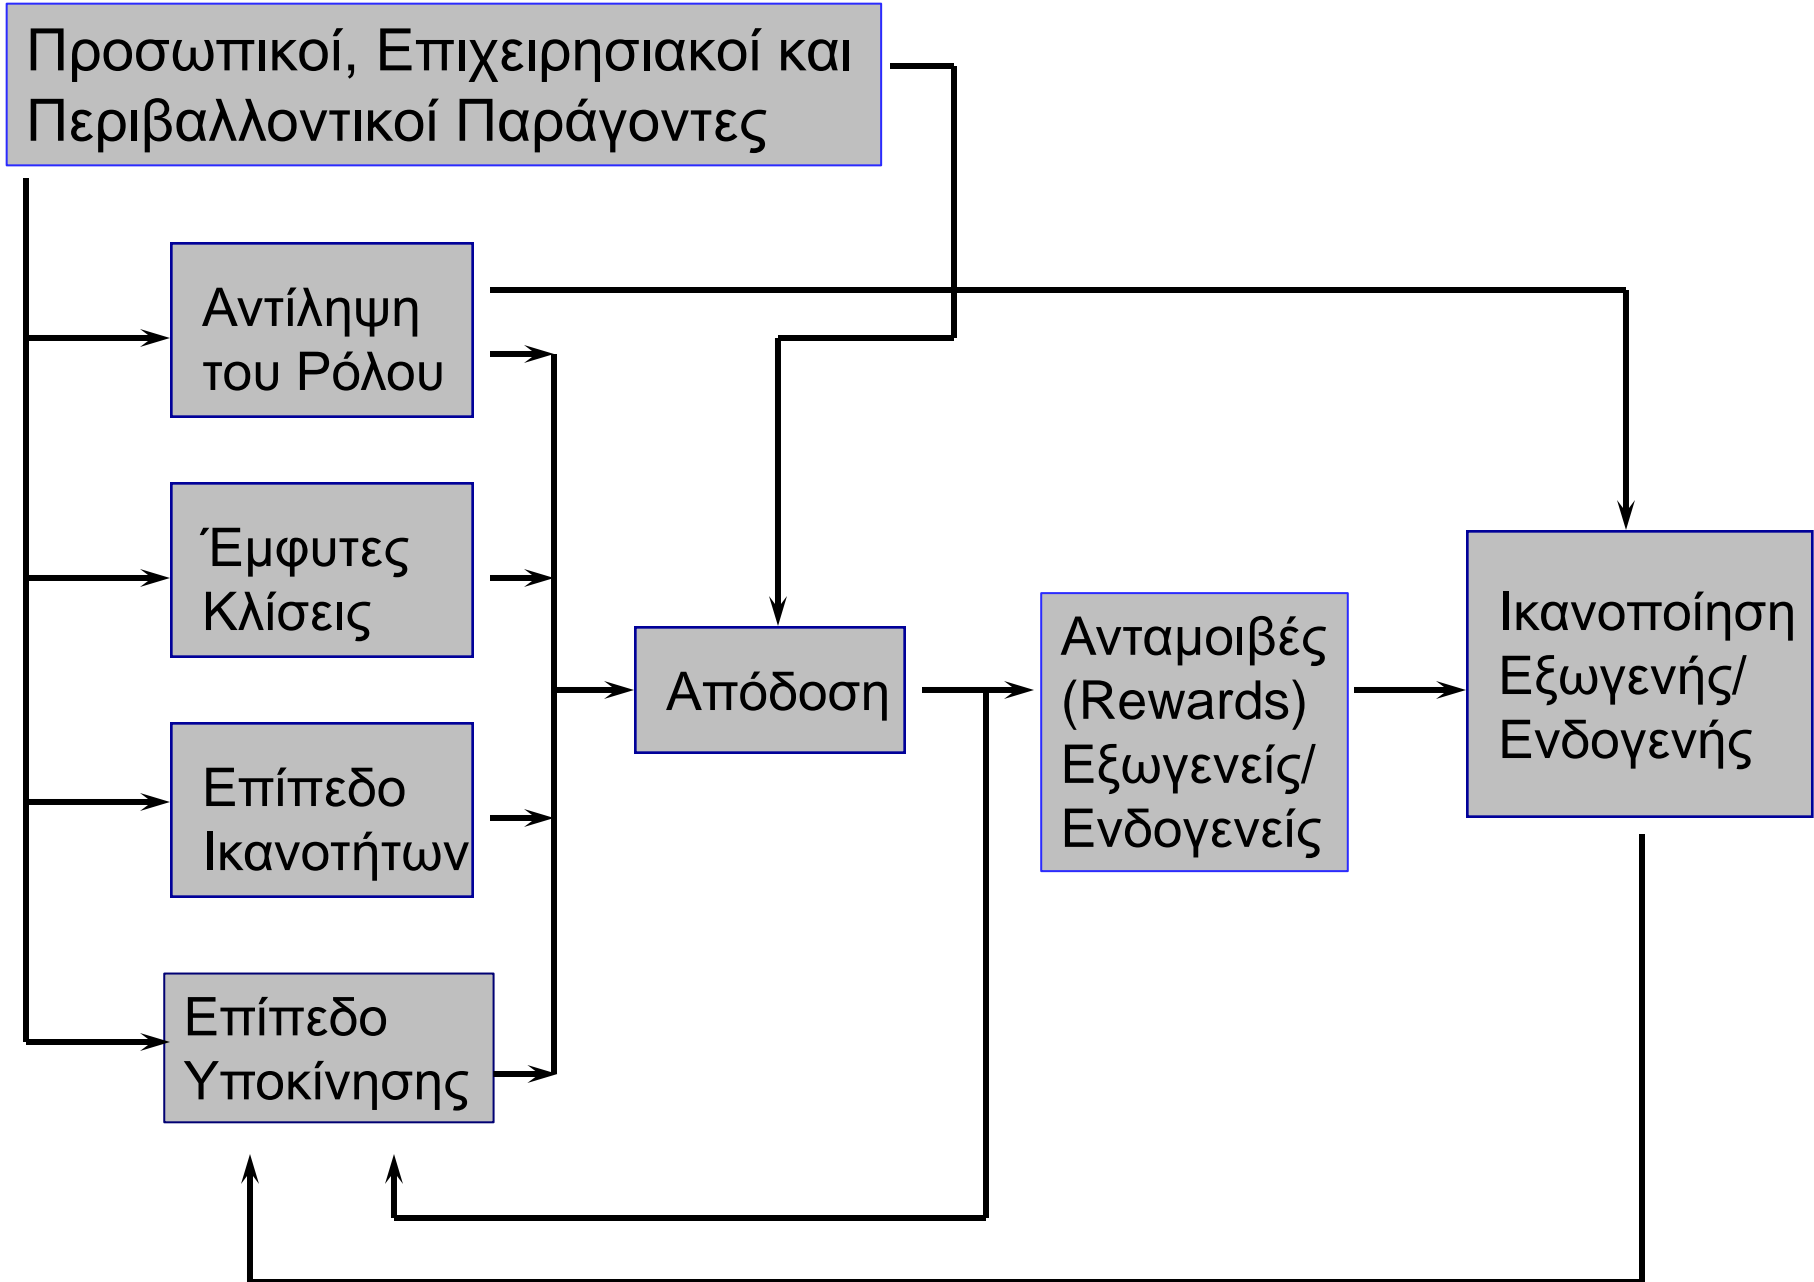 Προσωπικοί, Επιχειρησιακοί και
Περιβαλλοντικοί Παράγοντες
Αντίληψη
του Ρόλου
Έμφυτες
Κλίσεις
Επίπεδο
Ικανοτήτων
Επίπεδο
Υποκίνησης
Απόδοση
Ανταμοιβές
(Rewards)
Εξωγενείς/
Ενδογενείς
Ικανοποίηση
Εξωγενής/
Ενδογενής